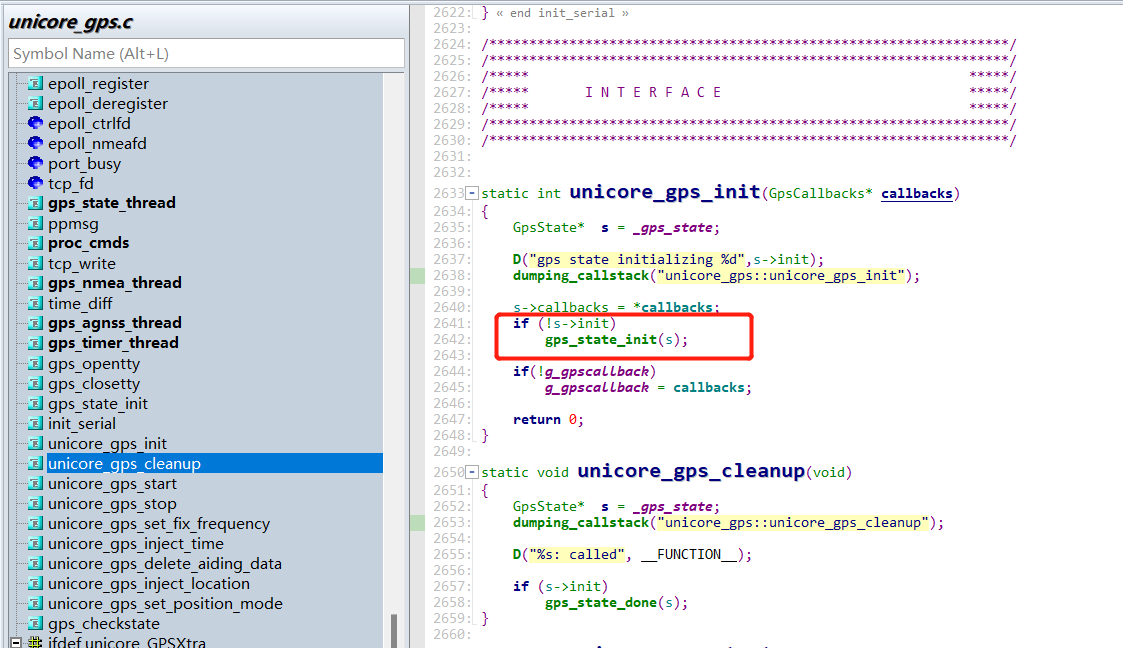 unicore_gps.c
Symbol Name (Alt+L)
epoll_register
epoll_deregister
epoll_ctrlfd
epoll_nmeafd
port_busy
tcp_fd
gps_state_thread
ppmsg
proc_cmds
tcp_write
gps_nmea_thread
time_diff
gps_agnss_thread
gps_timer_thread
gps_opentty
gps_closetty
gps_state_init
init_serial
unicore_gps_init
unicore_gps_cleanup
unicore_gps_start
unicore_gps_stop
unicore_gps_set_fix_frequency
unicore_gps_inject_time
unicore_gps_delete_aiding_data
unicore_gps_inject_location
unicore_gps_set_position_mode
gps_checkstate
ifdef unicore_GPSXtra
2622: } « end init_serial »
2623:
2624: /*****************************************************************/
2625: /*****************************************************************/
2626: /***** *****/
2627: /***** I N T E R F A C E *****/
2628: /***** *****/
2629: /*****************************************************************/
2630: /*****************************************************************/
2631:
2632:
2633: static int unicore_gps_init(GpsCallbacks* callbacks)
2634: {
2635: GpsState* s = _gps_state;
2636:
2637: D("gps state initializing %d",s->init);
2638: dumping_callstack("unicore_gps::unicore_gps_init");
2639:
2640: s->callbacks = *callbacks;
2641: if (!s->init)
2642: gps_state_init(s);
2643:
2644: if(!g_gpscallback)
2645: g_gpscallback = callbacks;
2646:
2647: return 0;
2648: }
2649:
2650: static void unicore_gps_cleanup(void)
2651: {
2652: GpsState* s = _gps_state;
2653: dumping_callstack("unicore_gps::unicore_gps_cleanup");
2654:
2655: D("%s: called", __FUNCTION__);
2656:
2657: if (s->init)
2658: gps_state_done(s);
2659: }
2660: